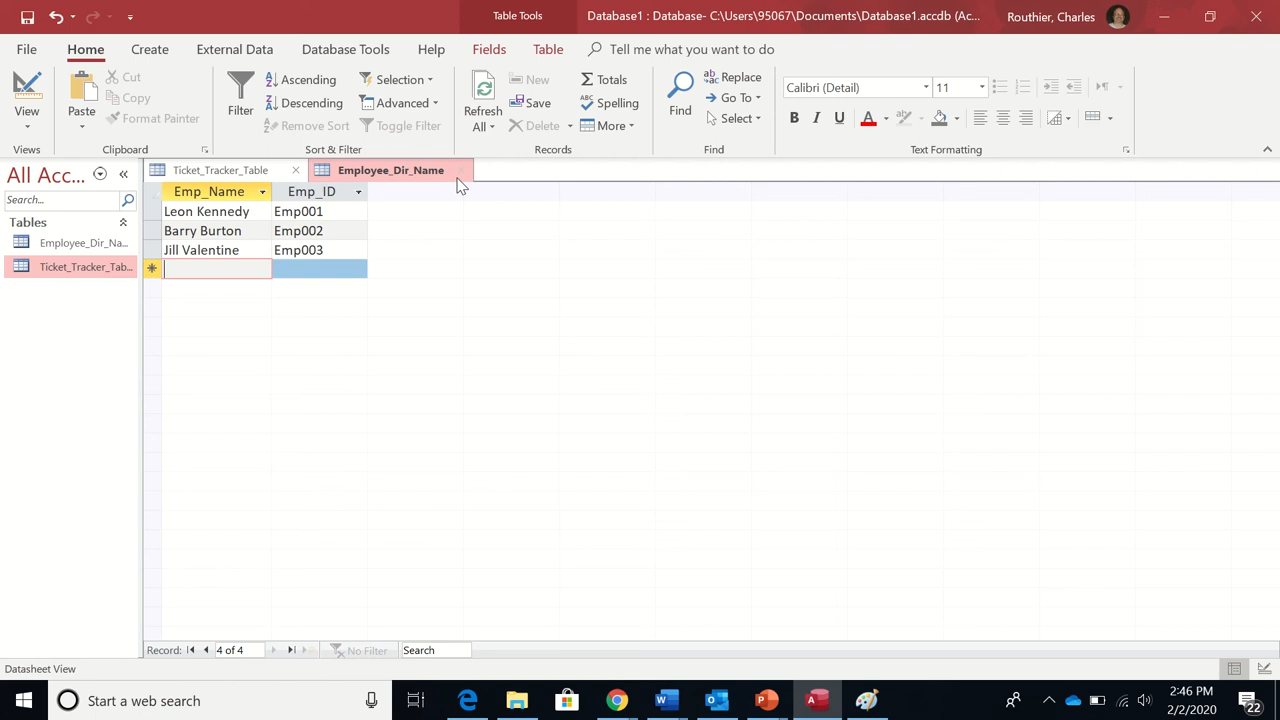 Table Tools
Database1 : Database- C:\Users\95067\Documents\Database1.accdb (Ac...
Routhier, Charles
File
Home
Create
External Data
Database Tools
Help
Fields
Table
Tell me what you want to do
View
Views
Paste
Cut
Copy
Format Painter
Clipboard
Filter
Ascending
Descending
Remove Sort
Selection
Advanced
Toggle Filter
Sort & Filter
Refresh
All
New
Save
Delete
Totals
Spelling
More
Records
Find
Replace
Go To
Select
Find
Calibri (Detail)
11
B I U A
Text Formatting
All Acc...
Search...
Tables
Employee_Dir_Na...
Ticket_Tracker_Tab...
Ticket_Tracker_Table
Employee_Dir_Name
Emp_Name Emp_ID
Leon Kennedy Emp001
Barry Burton Emp002
Jill Valentine Emp003
Record: 4 of 4 No Filter Search
Datasheet View
Start a web search
2:46 PM
2/2/2020
22